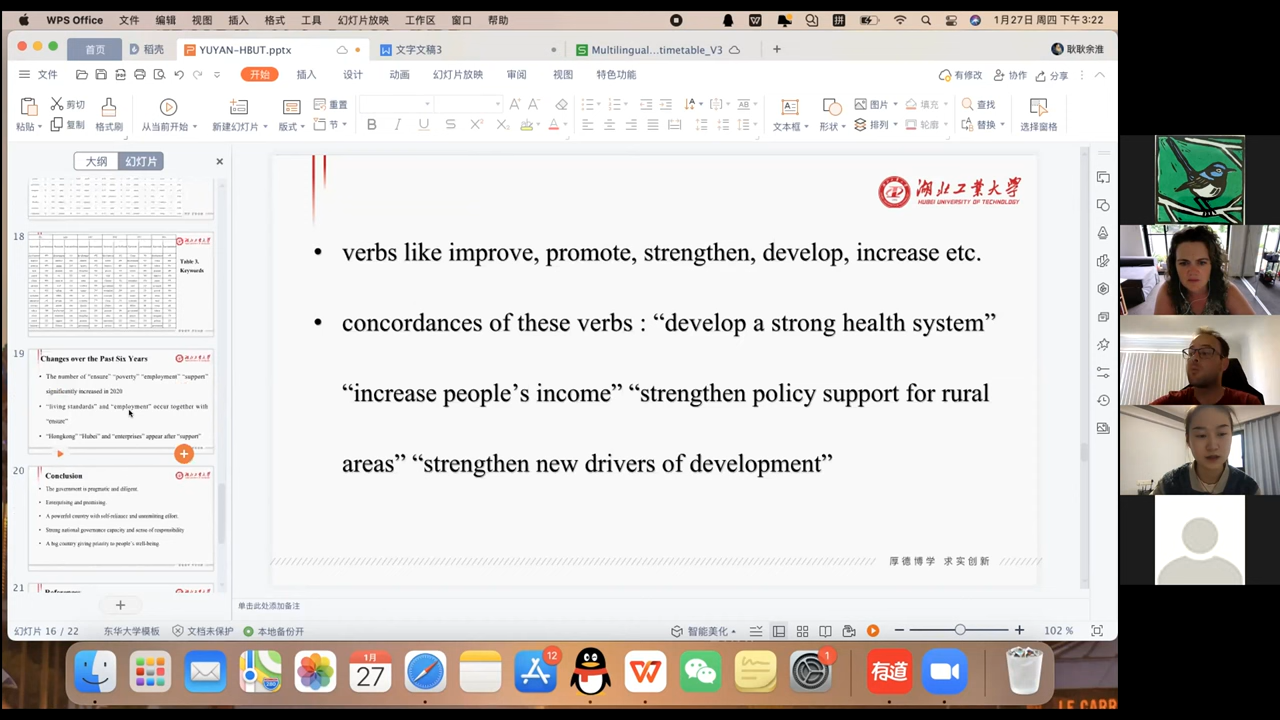 WPS Office 文件 编辑 视图 插入 格式 工具 幻灯片放映 工作区 窗口 帮助 拼 1月27日 周四 下午3:22
首页 稻壳 YUYAN-HBUT.pptx 文字文稿3 Multilingual...timetable_V3 耿耿余淮
文件 开始 插入 设计 动画 幻灯片放映 审阅 视图 特色功能 有修改 协作 分享
粘贴 剪切 复制 格式刷 从当前开始 新建幻灯片 版式 重置 节 文本框 形状 图片 排列 填充 轮廓 查找 替换 选择窗格
大纲 幻灯片
18
Table 3.
Keywords
19
Changes over the Past Six Years
• The number of “ensure” “poverty” “employment” “support”
significantly increased in 2020
• “living standards” and “employment” occur together with
“ensure”
• “Hongkong” “Hubei” and “enterprises” appear after “support”
20
Conclusion
• The government is pragmatic and diligent.
• Enterprising and promising.
• A powerful country with self-reliance and unremitting effort.
• Strong national governance capacity and sense of responsibility
• A big country giving priority to people's well-being.
21
References
湖北工业大学
HUBEI UNIVERSITY OF TECHNOLOGY
• verbs like improve, promote, strengthen, develop, increase etc.
• concordances of these verbs : “develop a strong health system”
“increase people’s income” “strengthen policy support for rural
areas” “strengthen new drivers of development”
厚德博学 求实创新
单击此处添加备注
幻灯片 16 / 22 东华大学模板 文档未保护 本地备份开 智能美化 102 %
12
1月
27
1
有道
280